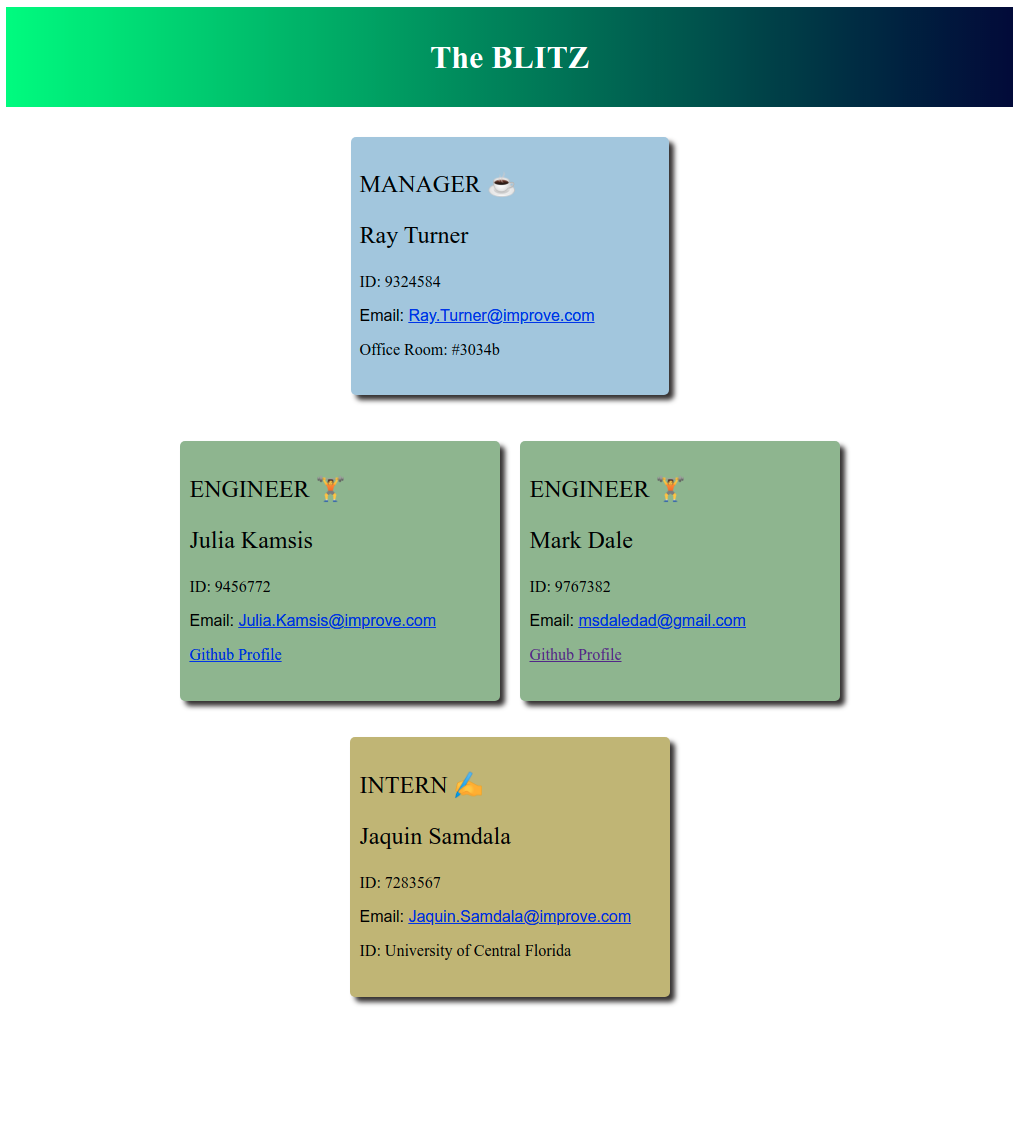 The BLITZ
MANAGER ☕
Ray Turner
ID: 9324584
Email: Ray.Turner@improve.com
Office Room: #3034b
ENGINEER 🏋
Julia Kamsis
ID: 9456772
Email: Julia.Kamsis@improve.com
Github Profile
ENGINEER 🏋
Mark Dale
ID: 9767382
Email: msdaledad@gmail.com
Github Profile
INTERN ✍
Jaquin Samdala
ID: 7283567
Email: Jaquin.Samdala@improve.com
ID: University of Central Florida